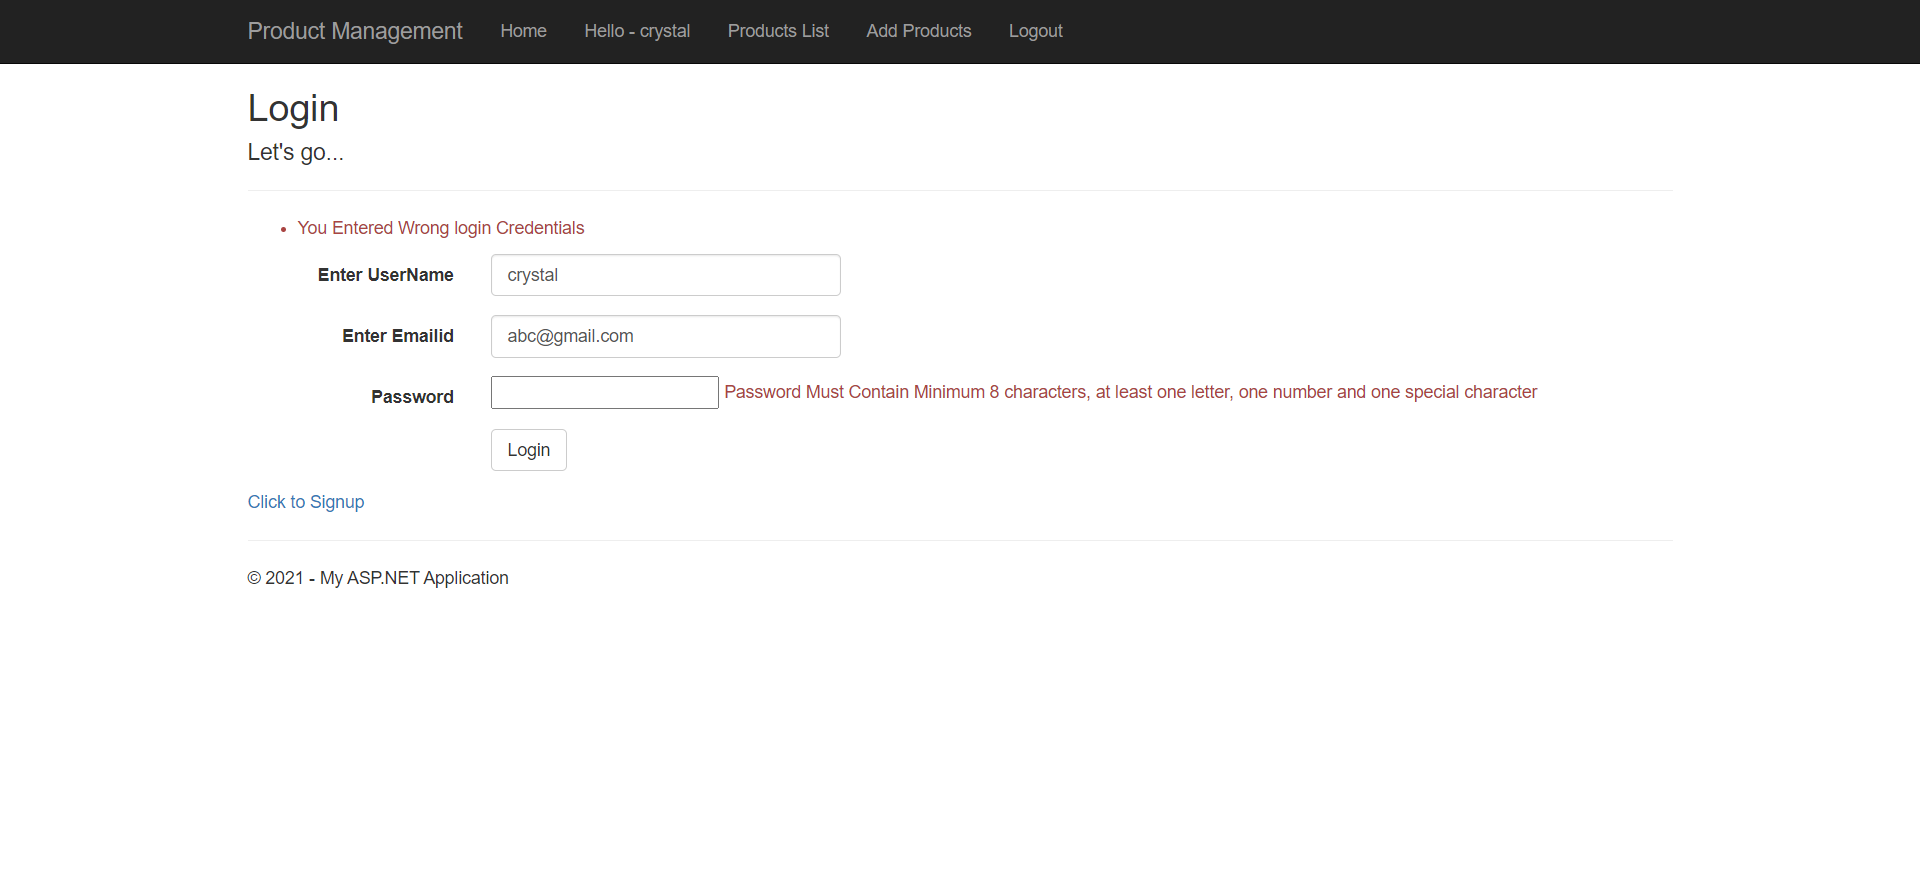 Product Management Home Hello - crystal Products List Add Products Logout
Login
Let's go...
You Entered Wrong login Credentials
Enter UserName crystal
Enter Emailid abc@gmail.com
Password Password Must Contain Minimum 8 characters, at least one letter, one number and one special character
Login
Click to Signup
© 2021 - My ASP.NET Application